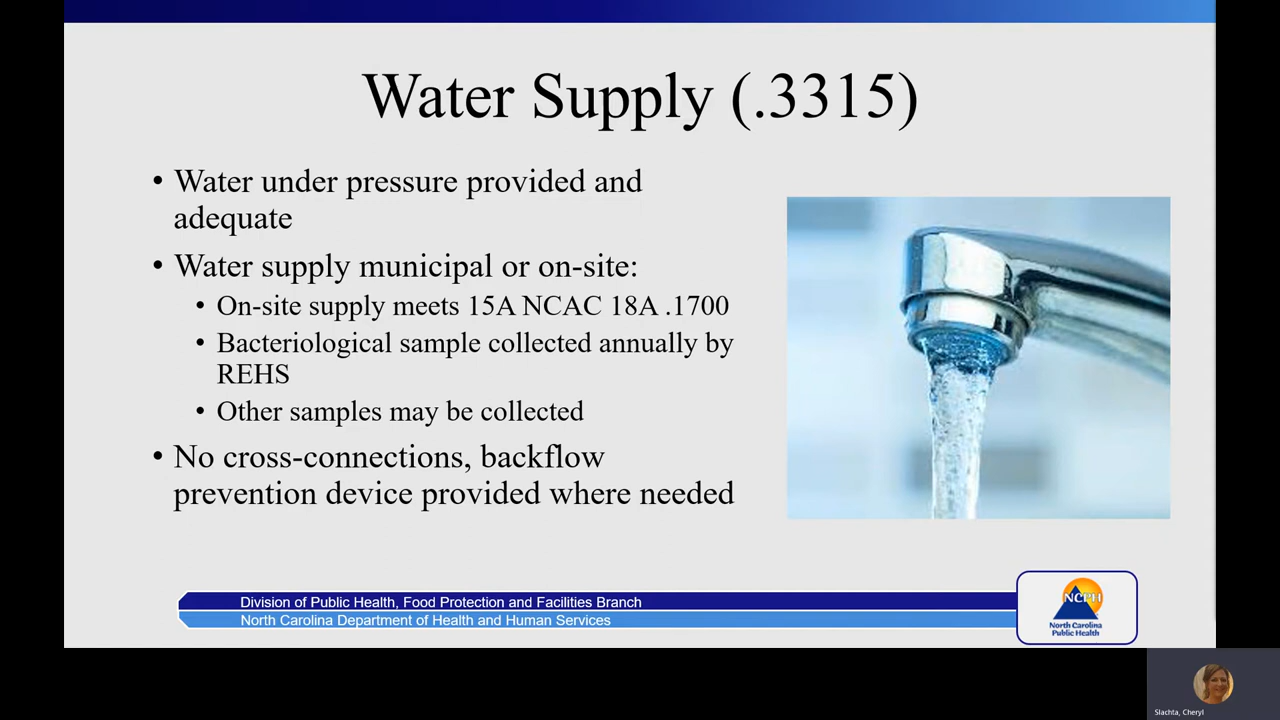 Water Supply (.3315)
• Water under pressure provided and
adequate
• Water supply municipal or on-site:
• On-site supply meets 15A NCAC 18A .1700
• Bacteriological sample collected annually by
REHS
• Other samples may be collected
• No cross-connections, backflow
prevention device provided where needed
Division of Public Health, Food Protection and Facilities Branch
North Carolina Department of Health and Human Services
NCPH
North Carolina
Public Health
Slachta, Cheryl